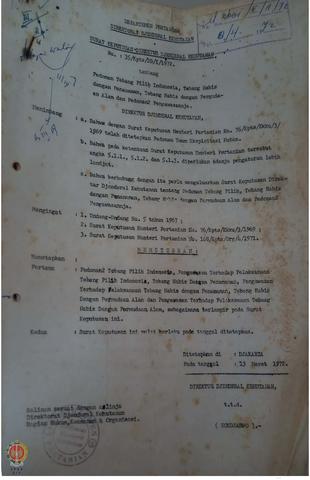 DEPARTEMEN PERTANIAN
DIREKTORAT DJENDERAL KEHUTANAN
SURAT KEPUTUSAN DIREKTUR DJENDERAL KEHUTANAN
No. : 35/Kpts/DD/I/1972.
tentang
Pedoman Tebang Pilih Indonesia, Tebang Habis
dengan Penanaman, Tebang Habis dengan Permudaan
Alam dan Pedoman2 Pengawasannja.
DIREKTUR DJENDERAL KEHUTANAN,
Menimbang : a. Bahwa dengan Surat Keputusan Menteri Pertanian No. 76/Kpts/EKKU/3/
1969 telah ditetapkan Pedoman Umum Eksploitasi Hutan.
b. Bahwa pada ketentuan Surat Keputusan Menteri Pertanian tersebut
angka 5.1.1., 5.1.2. dan 5.1.3. diperlukan adanja pengaturan lebih
landjut.
c. Bahwa berhubung dengan itu perlu mengeluarkan Surat Keputusan Direk-
tur Djenderal Kehutanan tentang Pedoman Tebang Pilih, Tebang Habis
dengan Penanaman, Tebang Habis dengan Permudaan Alam dan Pedoman2
Pengawasannja.
Mengingat : 1. Undang-Undang No. 5 tahun 1967 ;
2. Surat Keputusan Menteri Pertanian No. 76/Kpts/EKKU/3/1969 ;
3. Surat Keputusan Menteri Pertanian No. 168/Kpts/Org/4/1971.
MEMUTUSKAN :
Menetapkan :
Pertama : Pedoman2 Tebang Pilih Indonesia, Pengawasan Terhadap Pelaksanaan
Tebang Pilih Indonesia, Tebang Habis Dengan Penanaman, Pengawasan
Terhadap Pelaksanaan Tebang Habis dengan Penanaman, Tebang Habis
Dengan Permudaan Alam dan Pengawasan Terhadap Pelaksanaan Tebang
Habis Dengan Permudaan Alam, sebagaimana terlampir pada Surat
Keputusan ini.
Kedua : Surat Keputusan ini mulai berlaku pada tanggal ditetapkan.
Ditetapkan di : DJAKARTA
Pada tanggal : 13 Maret 1972.
DIREKTUR DJENDERAL KEHUTANAN,
t.t.d.
( SOEDJARWO ).-
Salinan sesuai dengan aslinja
Direktorat Djenderal Kehutanan
Bagian Hukum, Keuangan & Organisasi.